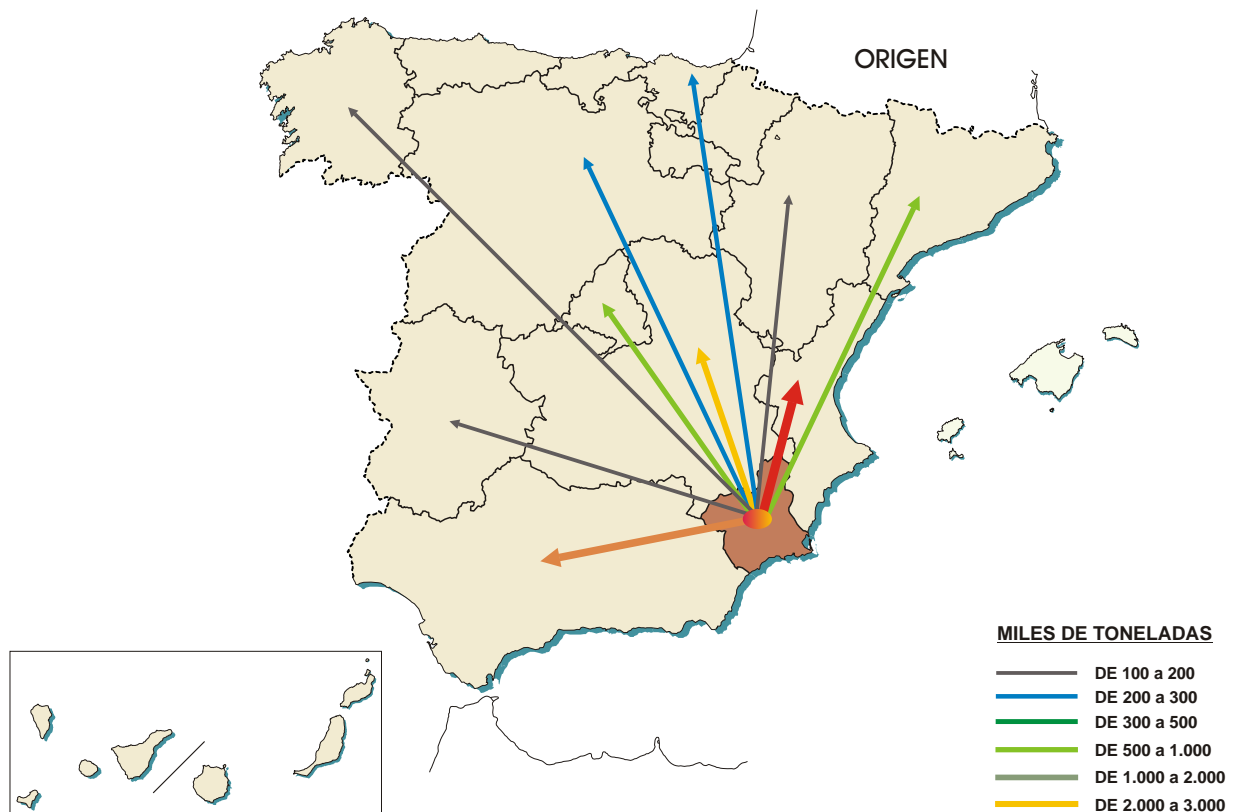 ORIGEN
MILES DE TONELADAS
DE 100 a 200
DE 200 a 300
DE 300 a 500
DE 500 a 1.000
DE 1.000 a 2.000
DE 2.000 a 3.000